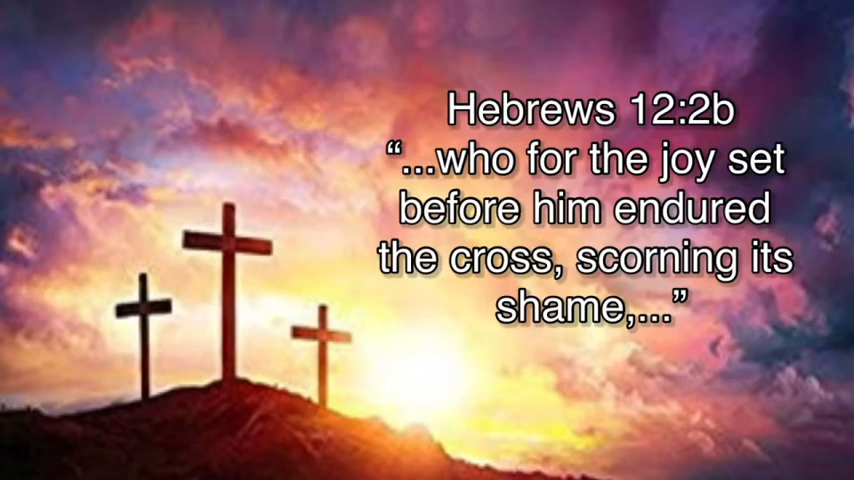 Hebrews 12:2b
“...who for the joy set
before him endured
the cross, scorning its
shame,...”